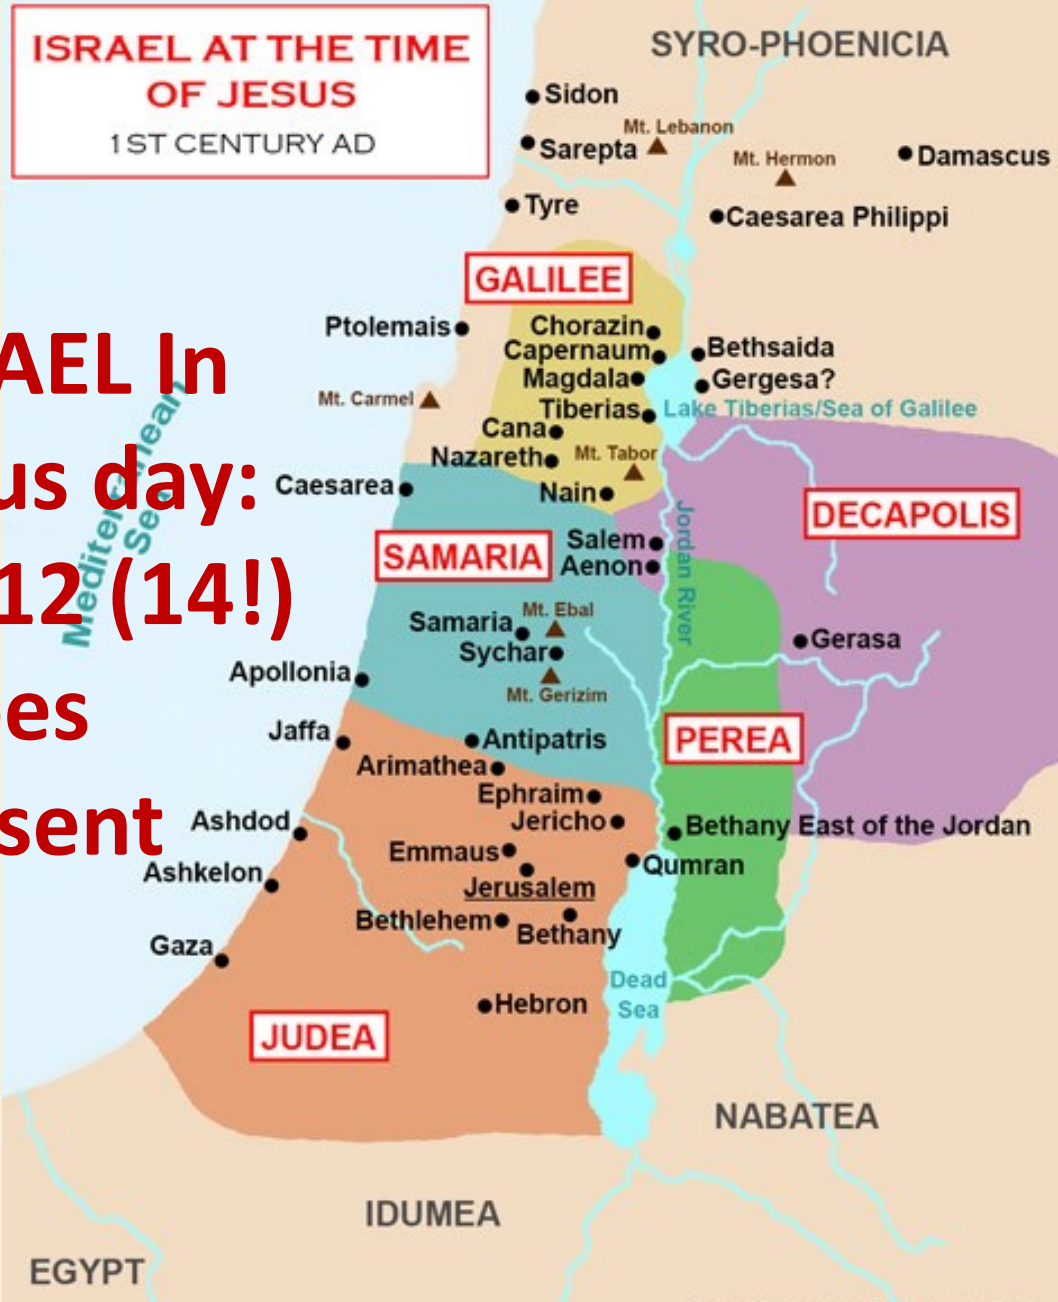 ISRAEL AT THE TIME
OF JESUS
1ST CENTURY AD
SYRO-PHOENICIA
Sidon
Mt. Lebanon
Sarepta
Mt. Hermon
Damascus
Tyre
Caesarea Philippi
GALILEE
Ptolemais
Chorazin
Capernaum
Bethsaida
Magdala
Gergesa?
Mt. Carmel
Tiberias
Lake Tiberias/Sea of Galilee
Cana
Nazareth
Mt. Tabor
Caesarea
Nain
AEL In
us day:
12 (14!)
es
sent
Mediterranean
Sea
DECAPOLIS
SAMARIA
Salem
Aenon
Jordan River
Samaria
Mt. Ebal
Sychar
Gerasa
Apollonia
Mt. Gerizim
Jaffa
Antipatris
PEREA
Arimathea
Ephraim
Jericho
Ashdod
Bethany East of the Jordan
Emmaus
Qumran
Ashkelon
Jerusalem
Bethlehem
Bethany
Gaza
Dead
Sea
Hebron
JUDEA
NABATEA
IDUMEA
EGYPT